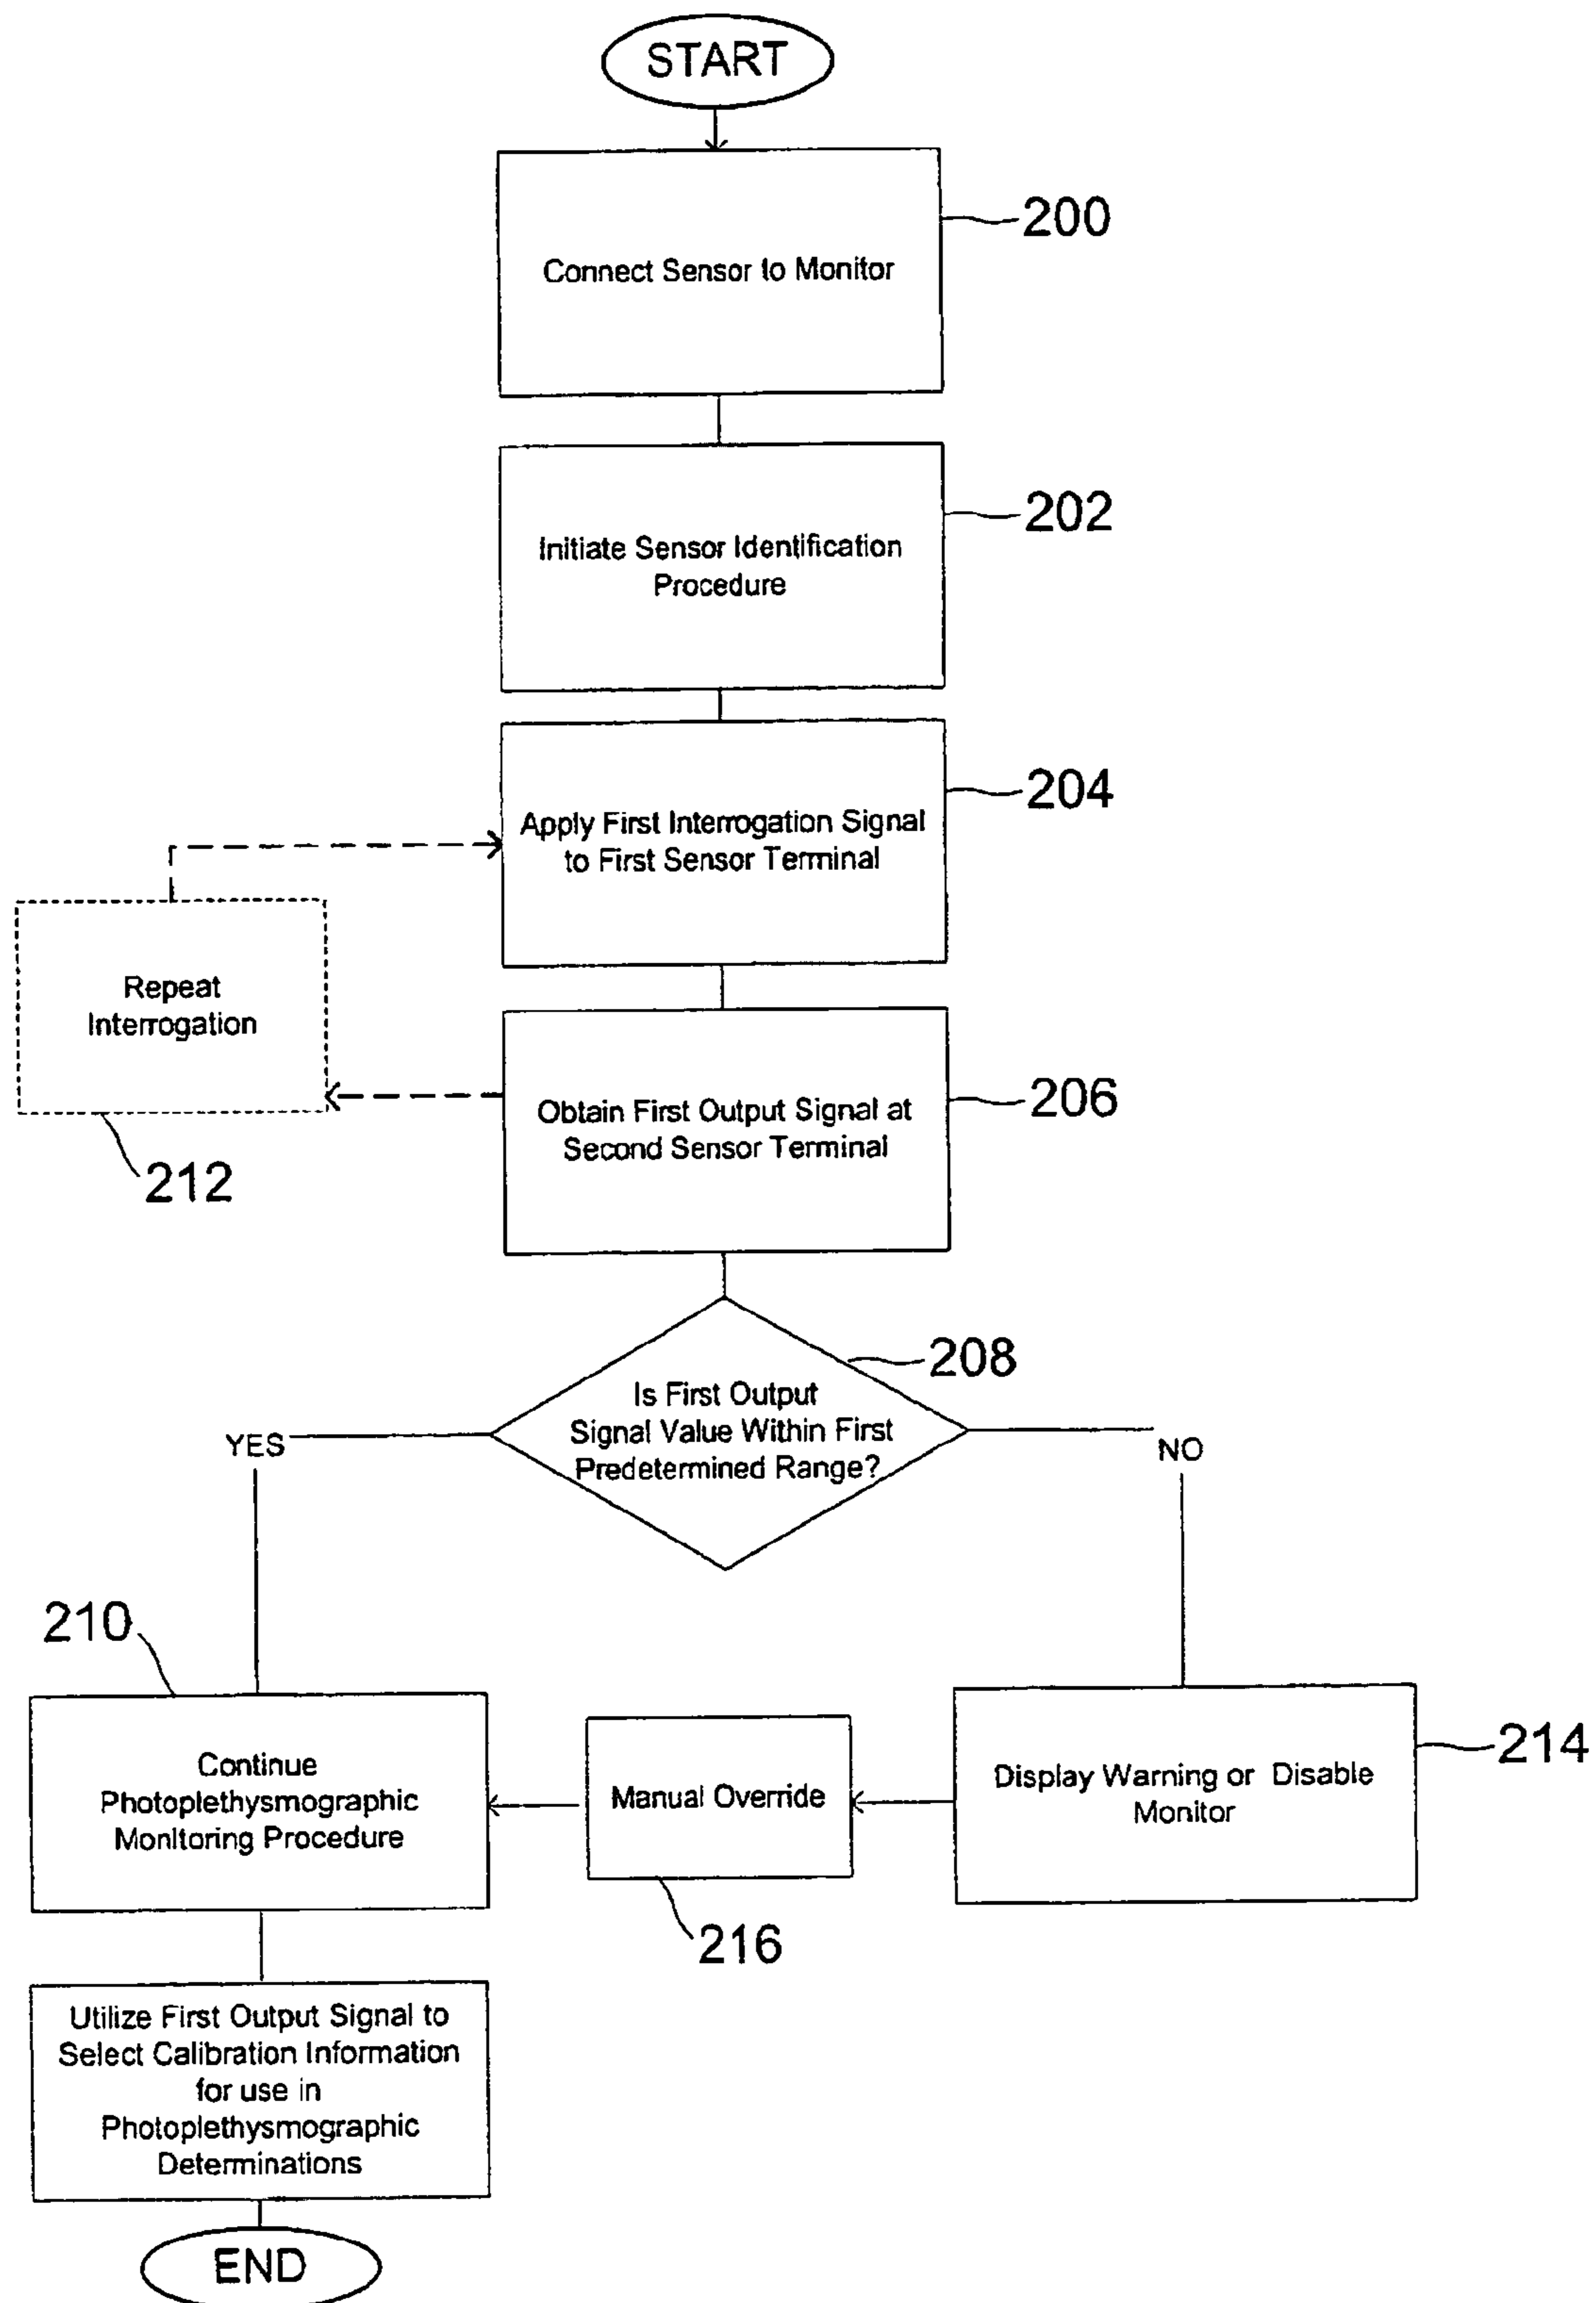 START
200
Connect Sensor to Monitor
202
Initiate Sensor Identification
Procedure
204
Apply First Interrogation Signal
to First Sensor Terminal
Repeat
Interrogation
212
206
Obtain First Output Signal at
Second Sensor Terminal
208
Is First Output
Signal Value Within First
Predetermined Range?
YES
NO
210
Continue
Photoplethysmographic
Monitoring Procedure
Manual Override
216
214
Display Warning or Disable
Monitor
Utilize First Output Signal to
Select Calibration Information
for use in
Photoplethysmographic
Determinations
END